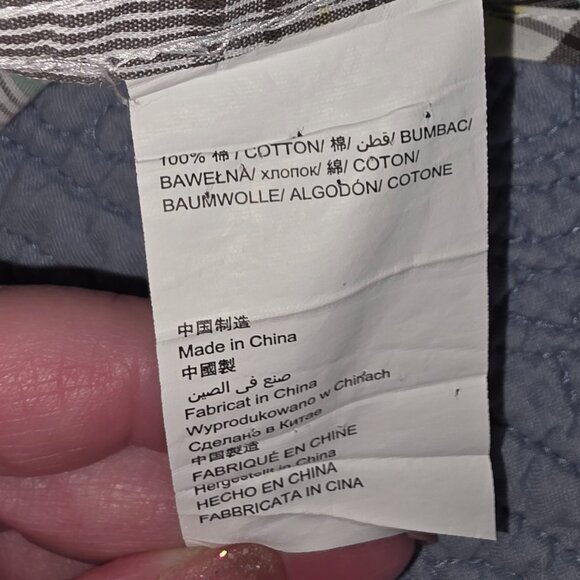 100% 棉 / COTTON/ 棉/ قطن/ BUMBAC/
BAWEŁNA/ хлопок/ 綿/ COTON/
BAUMWOLLE/ ALGODÓN/ COTONE
中国制造
Made in China
中國製
صنع في الصين
Fabricat in China
Wyprodukowano w Chinach
Сделано в Китае
中国製造
FABRIQUÉ EN CHINE
Hergestellt in China
HECHO EN CHINA
FABBRICATA IN CINA